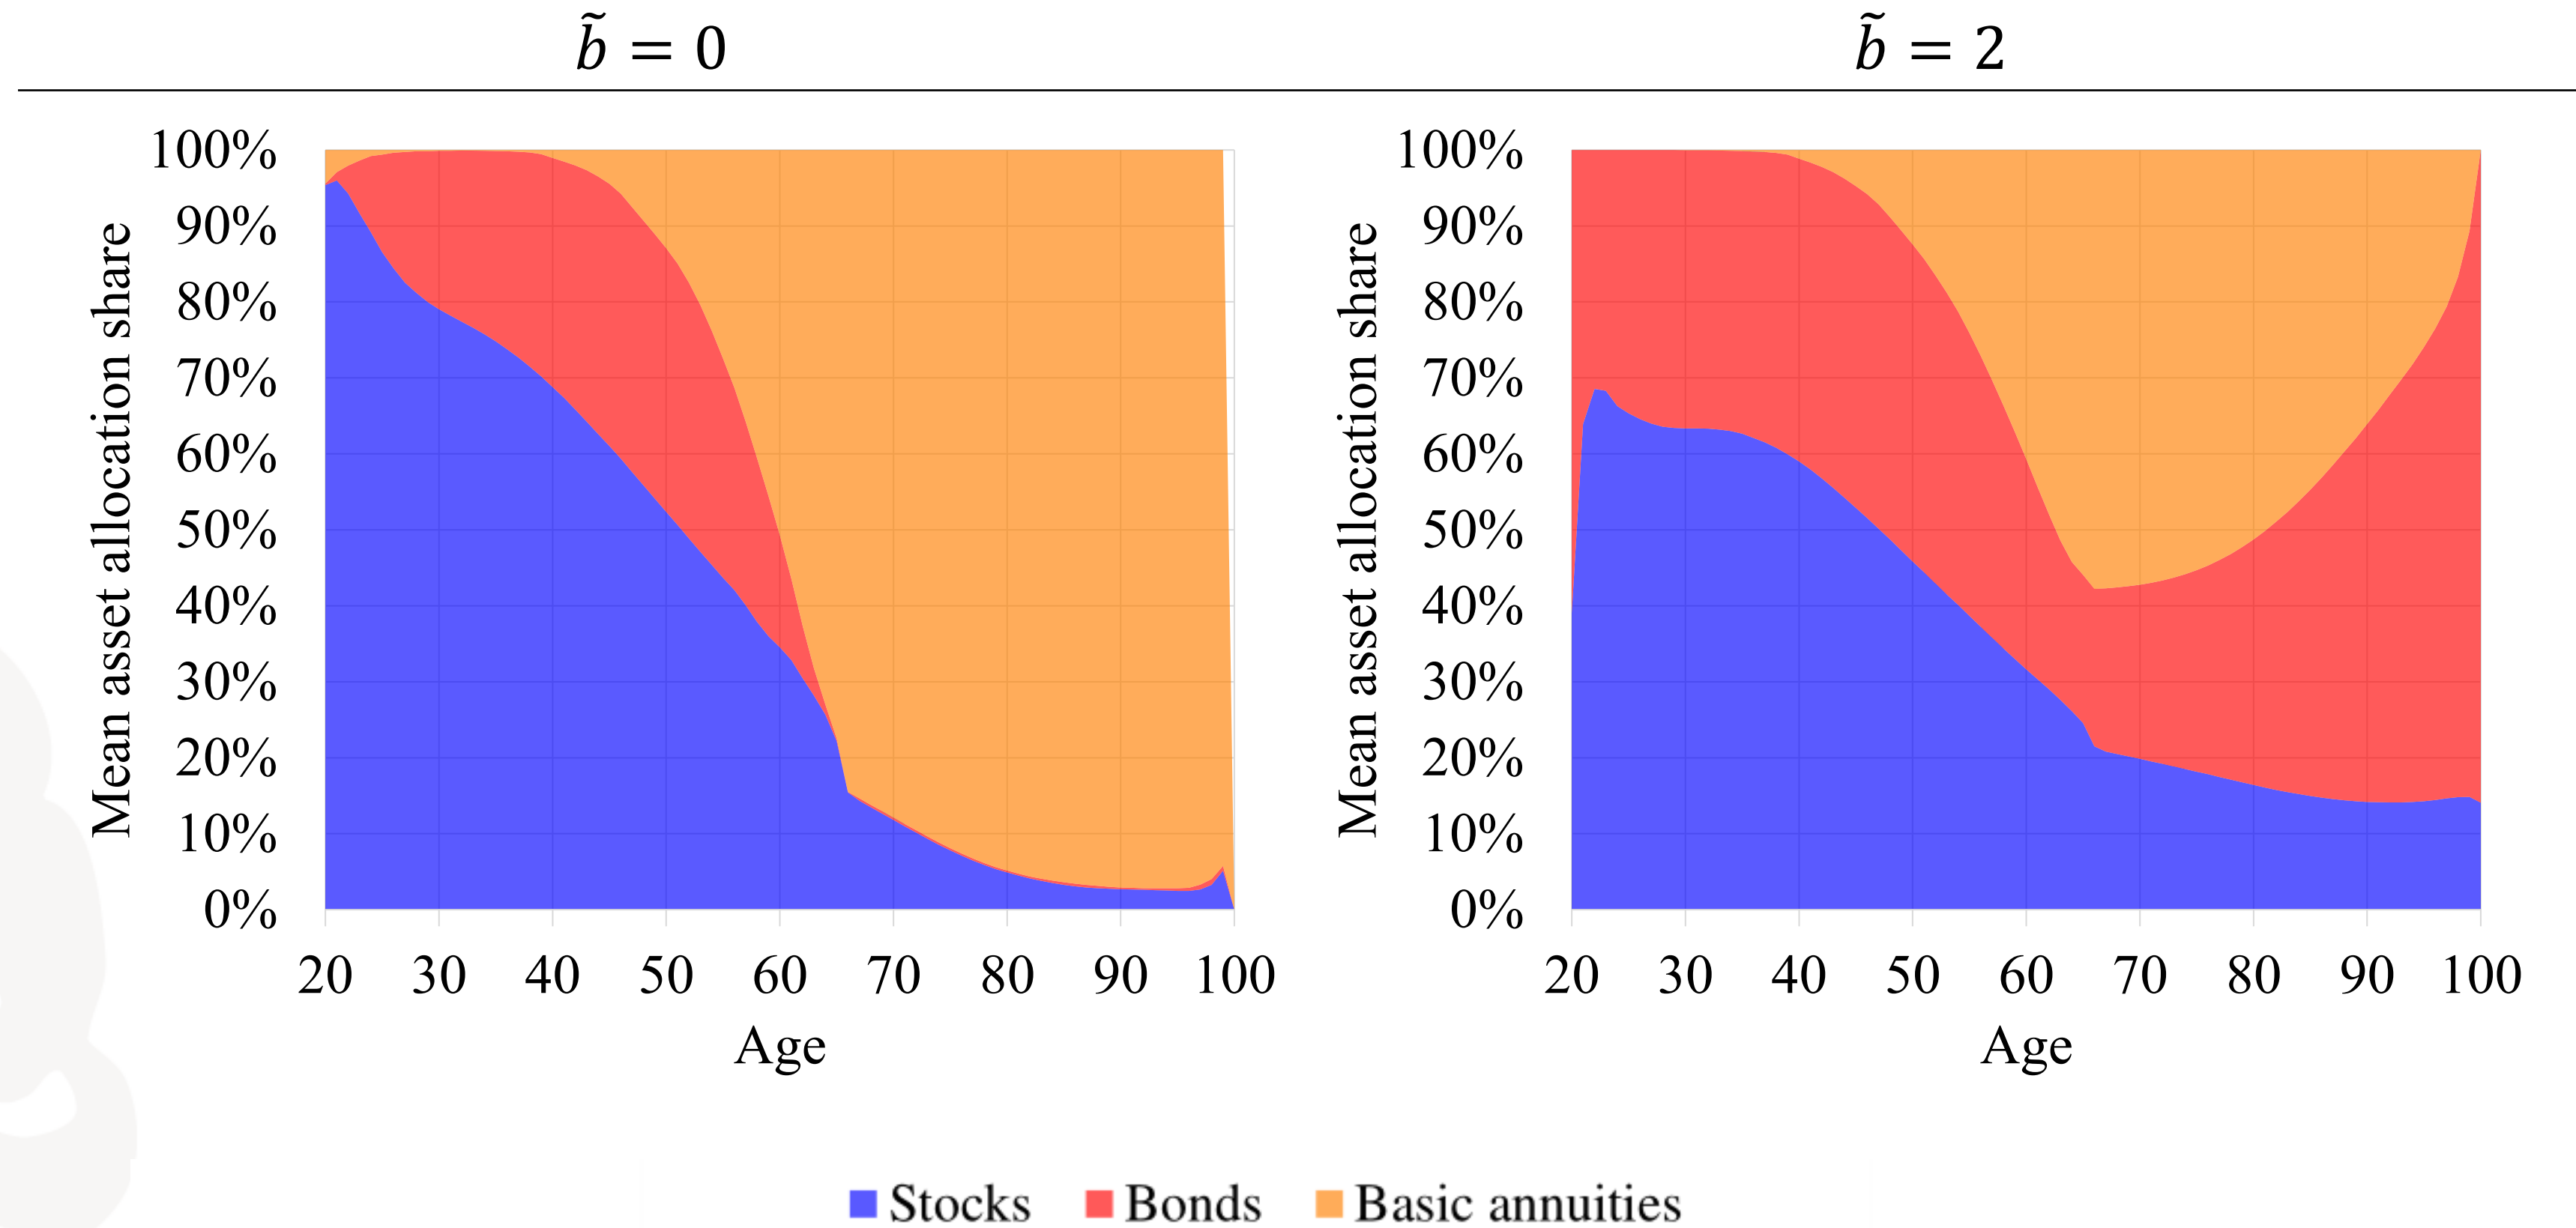 b̃ = 0
b̃ = 2
Mean asset allocation share
100%
90%
80%
70%
60%
50%
40%
30%
20%
10%
0%
20 30 40 50 60 70 80 90 100
Age
Mean asset allocation share
100%
90%
80%
70%
60%
50%
40%
30%
20%
10%
0%
20 30 40 50 60 70 80 90 100
Age
Stocks Bonds Basic annuities